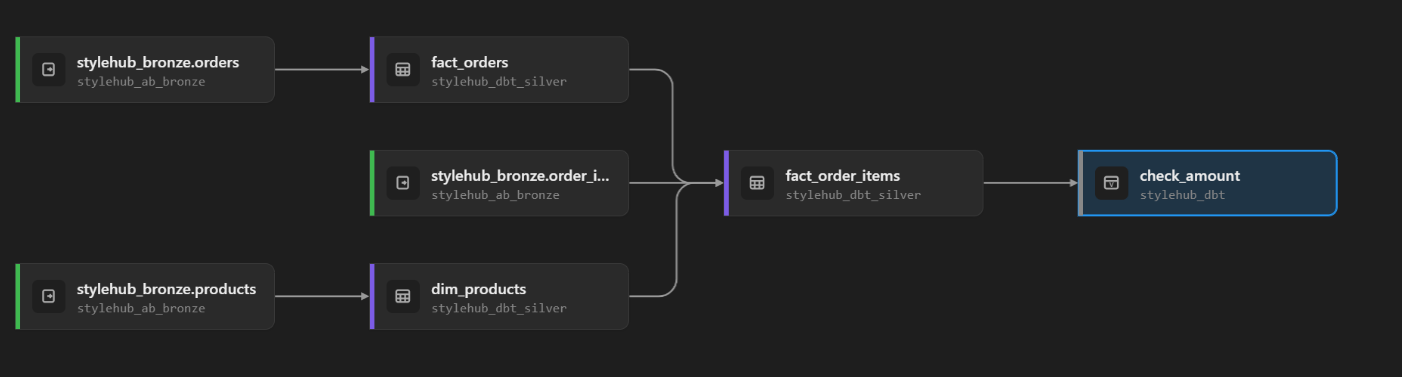 stylehub_bronze.orders
stylehub_ab_bronze
fact_orders
stylehub_dbt_silver
stylehub_bronze.order_i...
stylehub_ab_bronze
fact_order_items
stylehub_dbt_silver
check_amount
stylehub_dbt
stylehub_bronze.products
stylehub_ab_bronze
dim_products
stylehub_dbt_silver